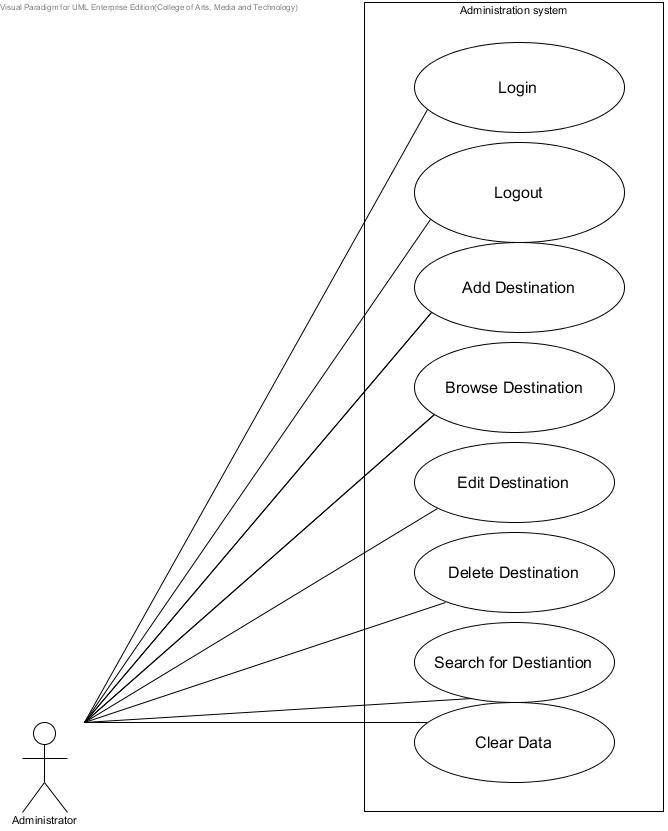 Visual Paradigm for UML Enterprise Edition(College of Arts, Media and Technology)
Administration system
Login
Logout
Add Destination
Browse Destination
Edit Destination
Delete Destination
Search for Destiantion
Clear Data
Administrator